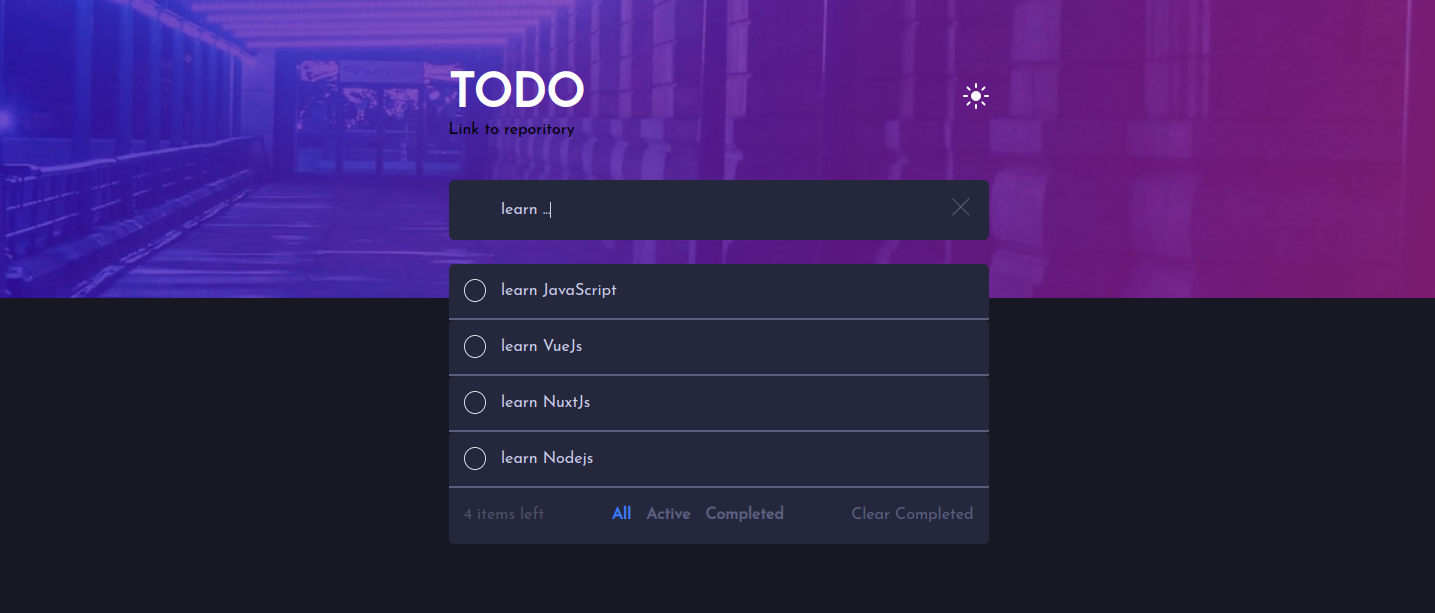 TODO
Link to reporitory
learn ..
learn JavaScript
learn VueJs
learn NuxtJs
learn Nodejs
4 items left All Active Completed Clear Completed